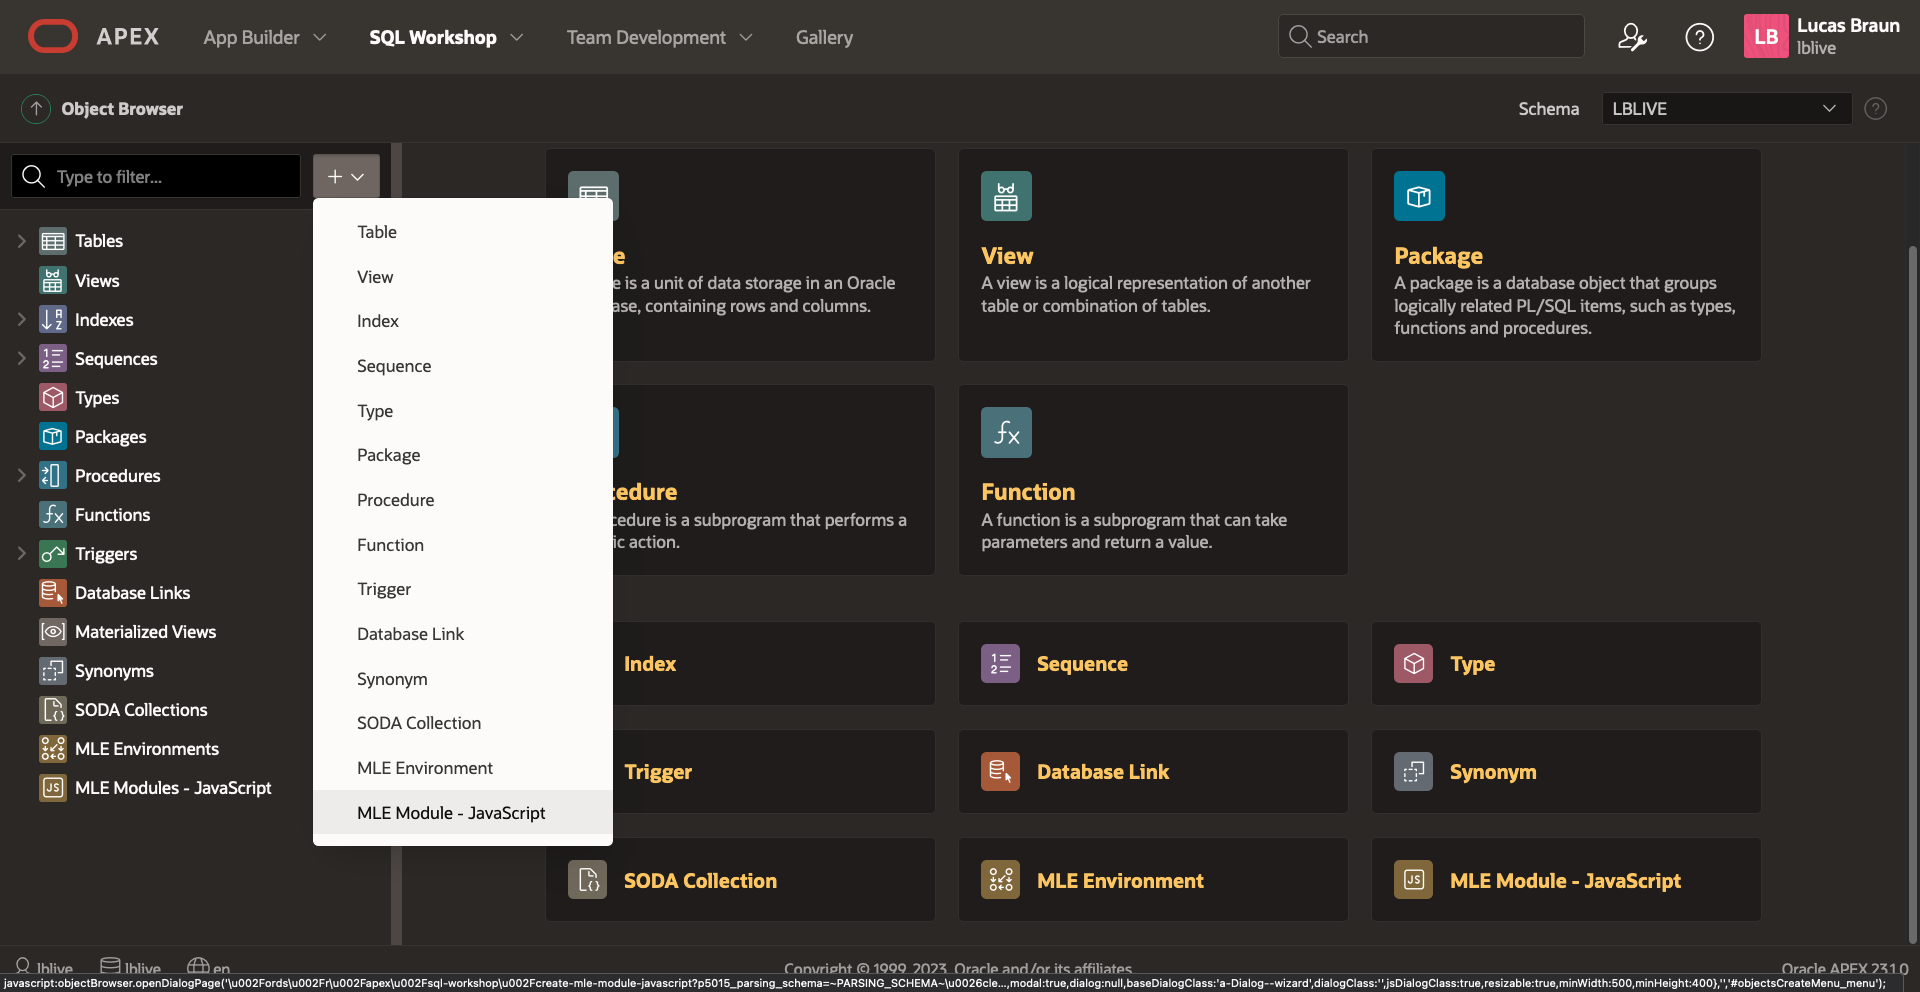 APEX
App Builder
SQL Workshop
Team Development
Gallery
Search
LB
Lucas Braun
lblive
Object Browser
Schema
LBLIVE
Type to filter...
Tables
Views
Indexes
Sequences
Types
Packages
Procedures
Functions
Triggers
Database Links
Materialized Views
Synonyms
SODA Collections
MLE Environments
MLE Modules - JavaScript
Table
View
Index
Sequence
Type
Package
Procedure
Function
Trigger
Database Link
Synonym
SODA Collection
MLE Environment
MLE Module - JavaScript
e is a unit of data storage in an Oracle
ase, containing rows and columns.
View
A view is a logical representation of another
table or combination of tables.
Package
A package is a database object that groups
logically related PL/SQL items, such as types,
functions and procedures.
cedure
cedure is a subprogram that performs a
ic action.
fx
Function
A function is a subprogram that can take
parameters and return a value.
Index
Sequence
Type
Trigger
Database Link
Synonym
SODA Collection
MLE Environment
JS
MLE Module - JavaScript
lblive
lblive
en
Copyright © 1999, 2023, Oracle and/or its affiliates.
Oracle APEX 23.1.0
javascript:objectBrowser.openDialogPage('\u002Fords\u002Fr\u002Fapex\u002Fsql-workshop\u002Fcreate-mle-module-javascript?p5015_parsing_schema=~PARSING_SCHEMA~\u0026cle...,modal:true,dialog:null,baseDialogClass:'a-Dialog--wizard',dialogClass:'',jsDialogClass:true,resizable:true,minWidth:500,minHeight:400},'','#objectsCreateMenu_menu');